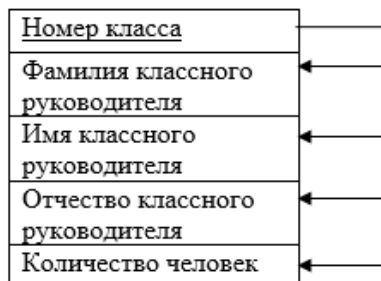 Номер класса
Фамилия классного
руководителя
Имя классного
руководителя
Отчество классного
руководителя
Количество человек